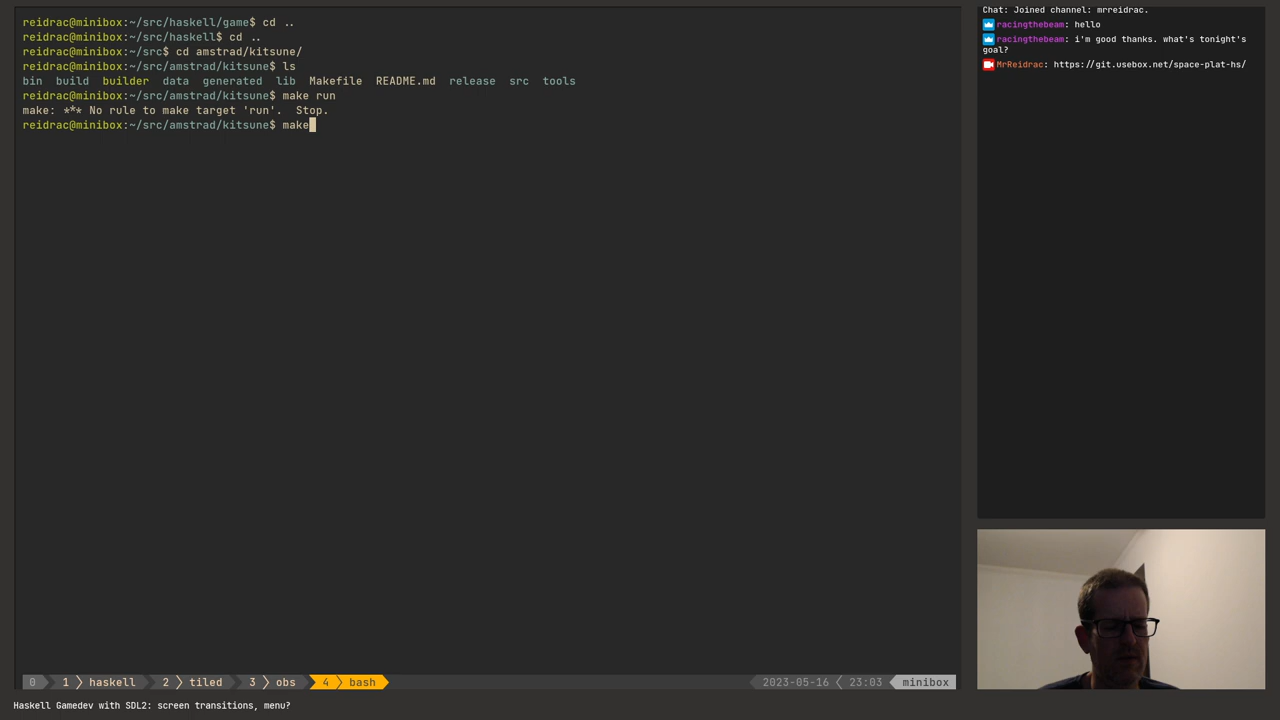 reidrac@minibox:~/src/haskell/game$ cd ..
reidrac@minibox:~/src/haskell$ cd ..
reidrac@minibox:~/src$ cd amstrad/kitsune/
reidrac@minibox:~/src/amstrad/kitsune$ ls
bin build builder data generated lib Makefile README.md release src tools
reidrac@minibox:~/src/amstrad/kitsune$ make run
make: *** No rule to make target 'run'. Stop.
reidrac@minibox:~/src/amstrad/kitsune$ make
0 1 haskell 2 tiled 3 obs 4 bash 2023-05-16 23:03 minibox
Haskell Gamedev with SDL2: screen transitions, menu?
Chat: Joined channel: mrreidrac.
racingthebeam: hello
racingthebeam: i'm good thanks. what's tonight's
goal?
MrReidrac: https://git.usebox.net/space-plat-hs/